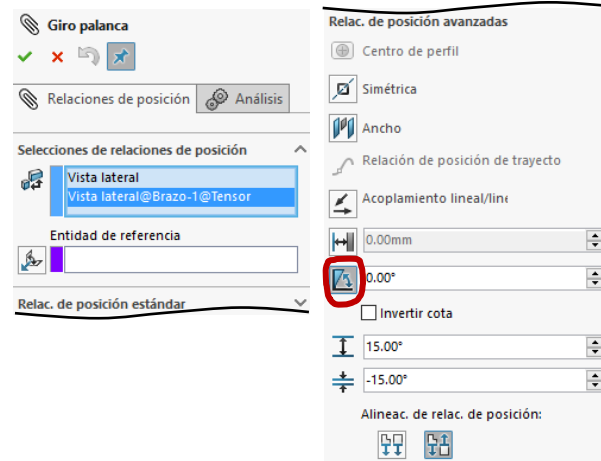 Giro palanca
Relaciones de posición
Análisis
Selecciones de relaciones de posición
Vista lateral
Vista lateral@Brazo-1@Tensor
Entidad de referencia
Relac. de posición estándar
Relac. de posición avanzadas
Centro de perfil
Simétrica
Ancho
Relación de posición de trayecto
Acoplamiento lineal/line
0.00mm
0.00°
Invertir cota
15.00°
-15.00°
Alineac. de relac. de posición: